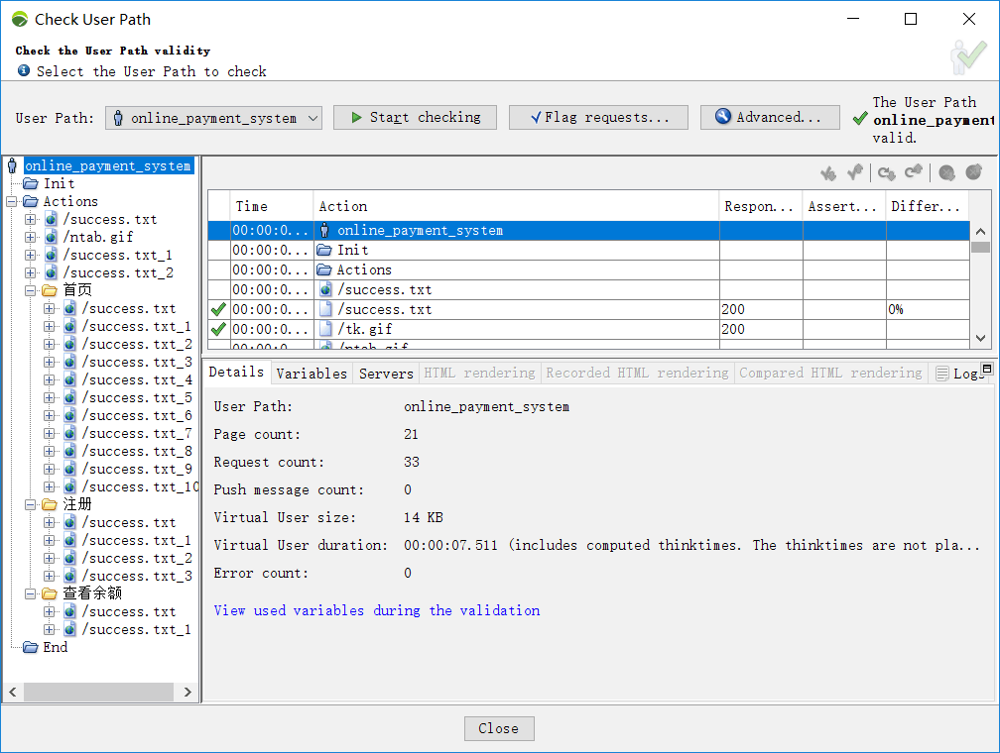 Check User Path
Check the User Path validity
Select the User Path to check
User Path: online_payment_system Start checking Flag requests... Advanced... The User Path
online_payment
valid.
online_payment_system
Init
Actions
/success.txt
/ntab.gif
/success.txt_1
/success.txt_2
首页
/success.txt
/success.txt_1
/success.txt_2
/success.txt_3
/success.txt_4
/success.txt_5
/success.txt_6
/success.txt_7
/success.txt_8
/success.txt_9
/success.txt_10
注册
/success.txt
/success.txt_1
/success.txt_2
/success.txt_3
查看余额
/success.txt
/success.txt_1
End
Time Action Respon... Assert... Differ...
00:00:0... online_payment_system
00:00:0... Init
00:00:0... Actions
00:00:0... /success.txt
00:00:0... /success.txt 200 0%
00:00:0... /tk.gif 200
00:00:0... /ntab.gif
Details Variables Servers HTML rendering Recorded HTML rendering Compared HTML rendering Logs
User Path: online_payment_system
Page count: 21
Request count: 33
Push message count: 0
Virtual User size: 14 KB
Virtual User duration: 00:00:07.511 (includes computed thinktimes. The thinktimes are not pla...
Error count: 0
View used variables during the validation
Close